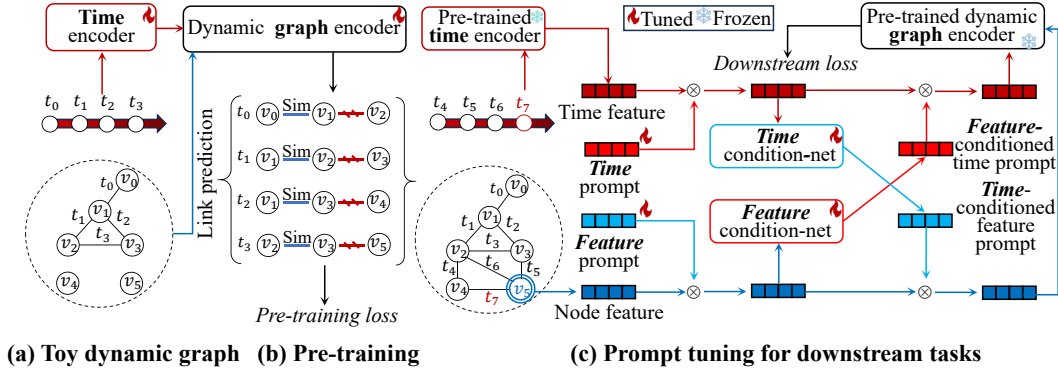 Time
encoder
Dynamic graph encoder
Pre-trained
time encoder
Tuned Frozen
Pre-trained dynamic
graph encoder
t0 t1 t2 t3
Link prediction
t0 v0 Sim v1 v2
t1 v1 Sim v2 v3
t2 v1 Sim v3 v4
t3 v2 Sim v3 v5
Pre-training loss
t4 t5 t6 t7
Downstream loss
Time feature
Time
prompt
Time
condition-net
Feature-
conditioned
time prompt
Feature
prompt
Feature
condition-net
Time-
conditioned
feature prompt
Node feature
t0 v0
v1
t1 t2
v2 t3 v3
v4 v5
t0 v0
v1
t1 t2
v2 t3 v3
t4 t6 t5
v4 t7 v5
(a) Toy dynamic graph
(b) Pre-training
(c) Prompt tuning for downstream tasks